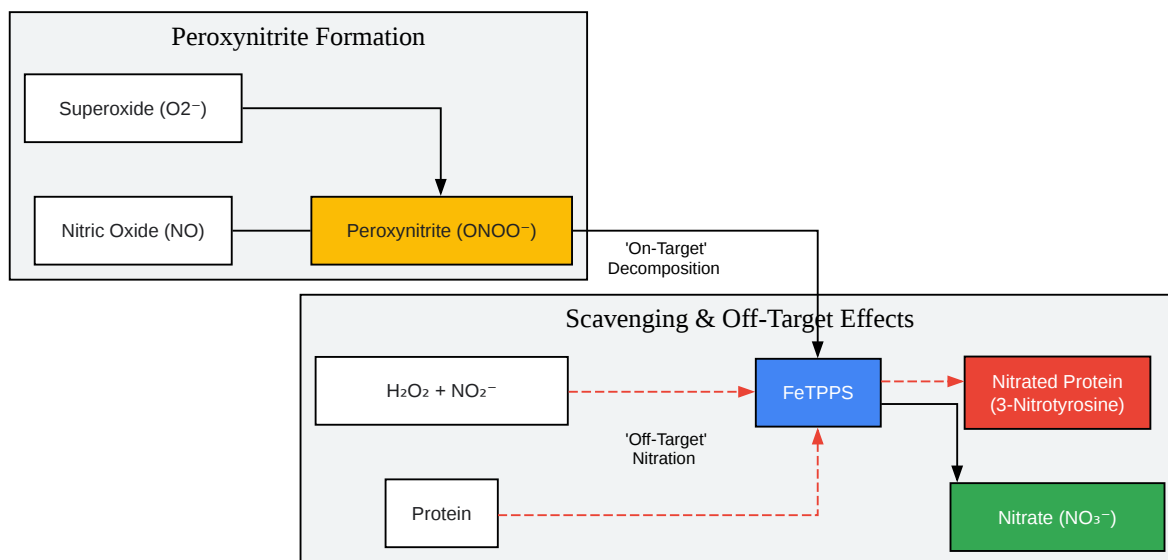 Peroxynitrite Formation
Superoxide (O2⁻)
Nitric Oxide (NO)
Peroxynitrite (ONOO⁻)
'On-Target'
Decomposition
Scavenging & Off-Target Effects
H₂O₂ + NO₂⁻
FeTPPS
Nitrated Protein
(3-Nitrotyrosine)
'Off-Target'
Nitration
Protein
Nitrate (NO₃⁻)